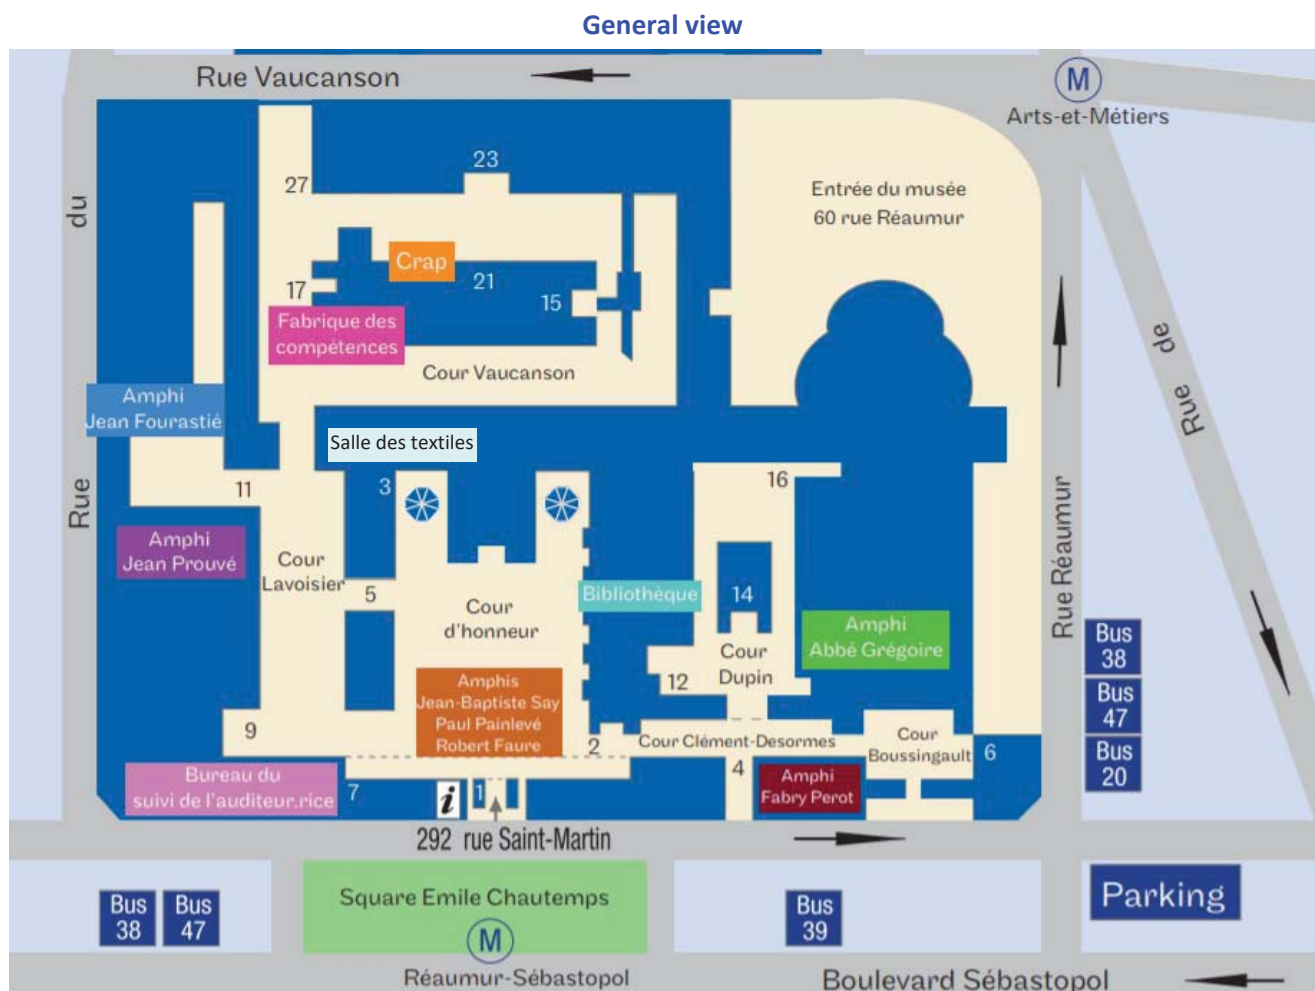 General view
Rue Vaucanson
M
Arts-et-Métiers
23
27
Entrée du musée
60 rue Réaumur
du
Crap
21
17
15
Fabrique des
compétences
Cour Vaucanson
Rue de
Amphi
Jean Fourastié
Salle des textiles
Rue
11
3
16
Amphi
Jean Prouvé
Cour
Lavoisier
5
Cour
d'honneur
Bibliothèque
14
Rue Réaumur
Amphi
Abbé Grégoire
Bus
38
Cour
Dupin
12
Amphis
Jean-Baptiste Say
Paul Painlevé
Robert Faure
Bus
47
9
2
Cour Clément-Desormes
Cour
Boussingault
6
Bus
20
Bureau du
suivi de l'auditeur.rice
7
i
1
4
Amphi
Fabry Perot
292 rue Saint-Martin
Square Emile Chautemps
Parking
Bus
38
Bus
47
Bus
39
M
Réaumur-Sébastopol
Boulevard Sébastopol